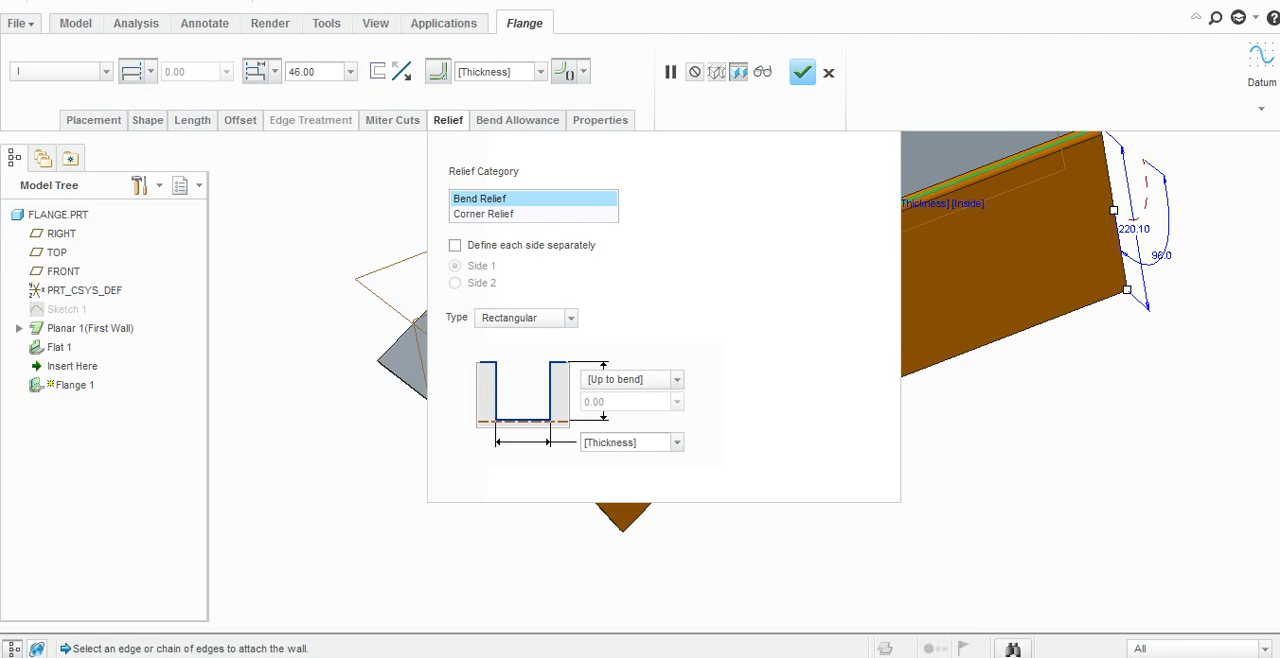 File Model Analysis Annotate Render Tools View Applications Flange
I 0.00 46.00 [Thickness] Datum
Placement Shape Length Offset Edge Treatment Miter Cuts Relief Bend Allowance Properties
Model Tree
FLANGE.PRT
RIGHT
TOP
FRONT
PRT_CSYS_DEF
Sketch 1
Planar 1(First Wall)
Flat 1
Insert Here
Flange 1
Relief Category
Bend Relief
Corner Relief
Define each side separately
Side 1
Side 2
Type Rectangular
[Up to bend]
0.00
[Thickness]
Thickness] [Inside]
220.10
96.0
Select an edge or chain of edges to attach the wall.
All